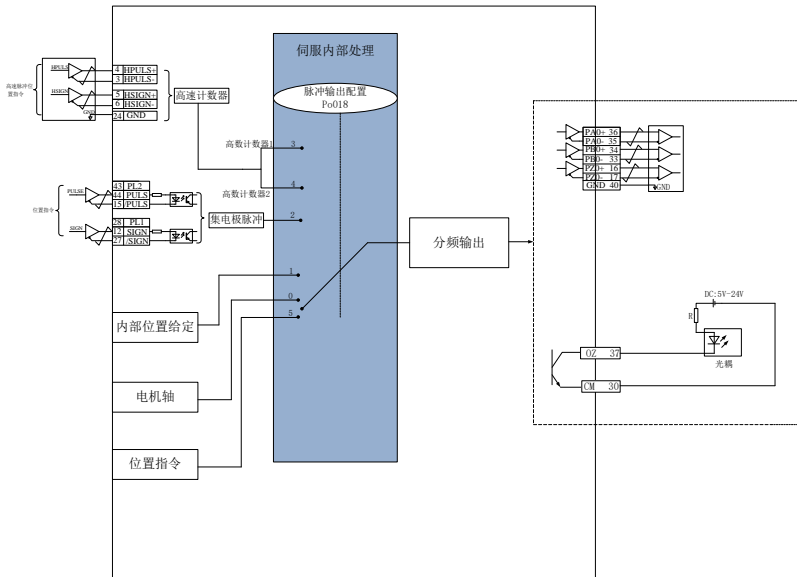 伺服内部处理
脉冲输出配置
Po018
高速脉冲位
置指令
HPULS
HSIGN
GND
4 HPULS+
3 HPULS-
5 HSIGN+
6 HSIGN-
24 GND
高速计数器
高数计数器1
3
高数计数器2
4
2
位置指令
PULSE
SIGN
43 PL2
44 PULS
15 /PULS
28 PL1
12 SIGN
27 /SIGN
集电极脉冲
1
0
5
内部位置给定
电机轴
位置指令
分频输出
PA0+ 36
PA0- 35
PB0+ 34
PB0- 33
PZ0+ 16
PZ0- 17
GND 40
GND
DC:5V-24V
R
光耦
OZ 37
CM 30